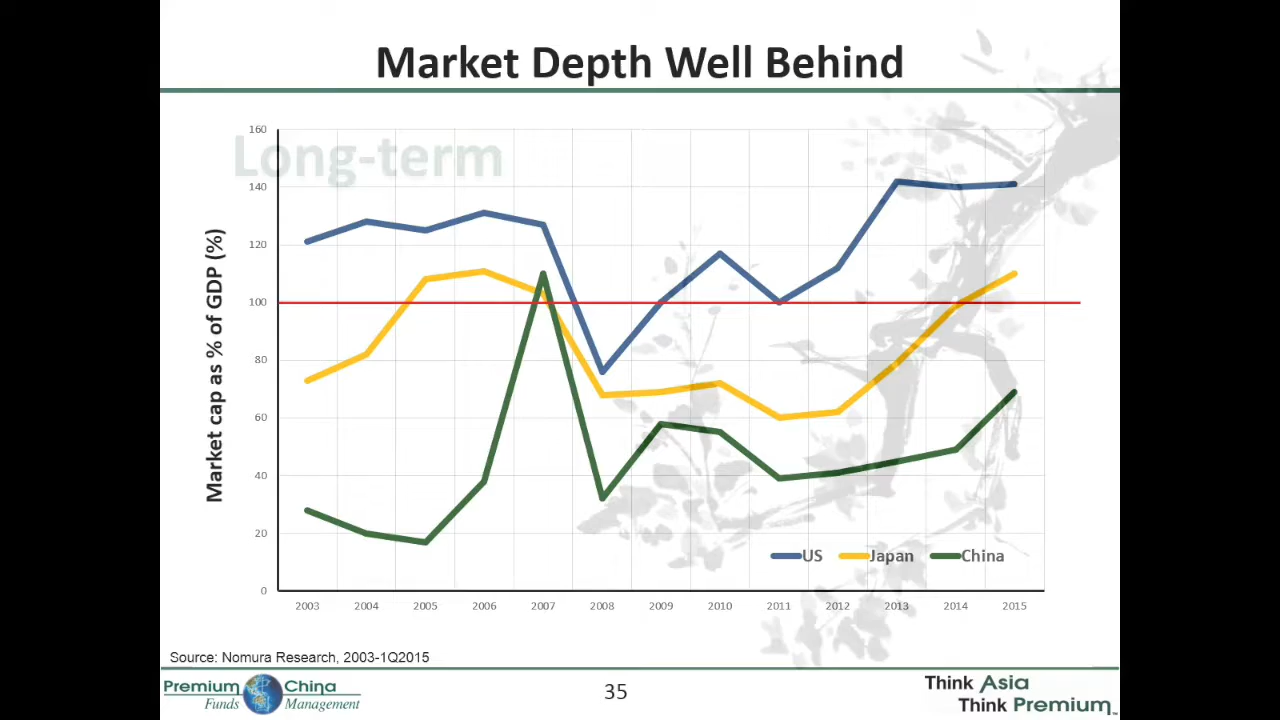 Market Depth Well Behind
Long-term
Market cap as % of GDP (%)
160
140
120
100
80
60
40
20
0
2003 2004 2005 2006 2007 2008 2009 2010 2011 2012 2013 2014 2015
US Japan China
Source: Nomura Research, 2003-1Q2015
Premium China
Funds Management
35
Think Asia
Think Premium™